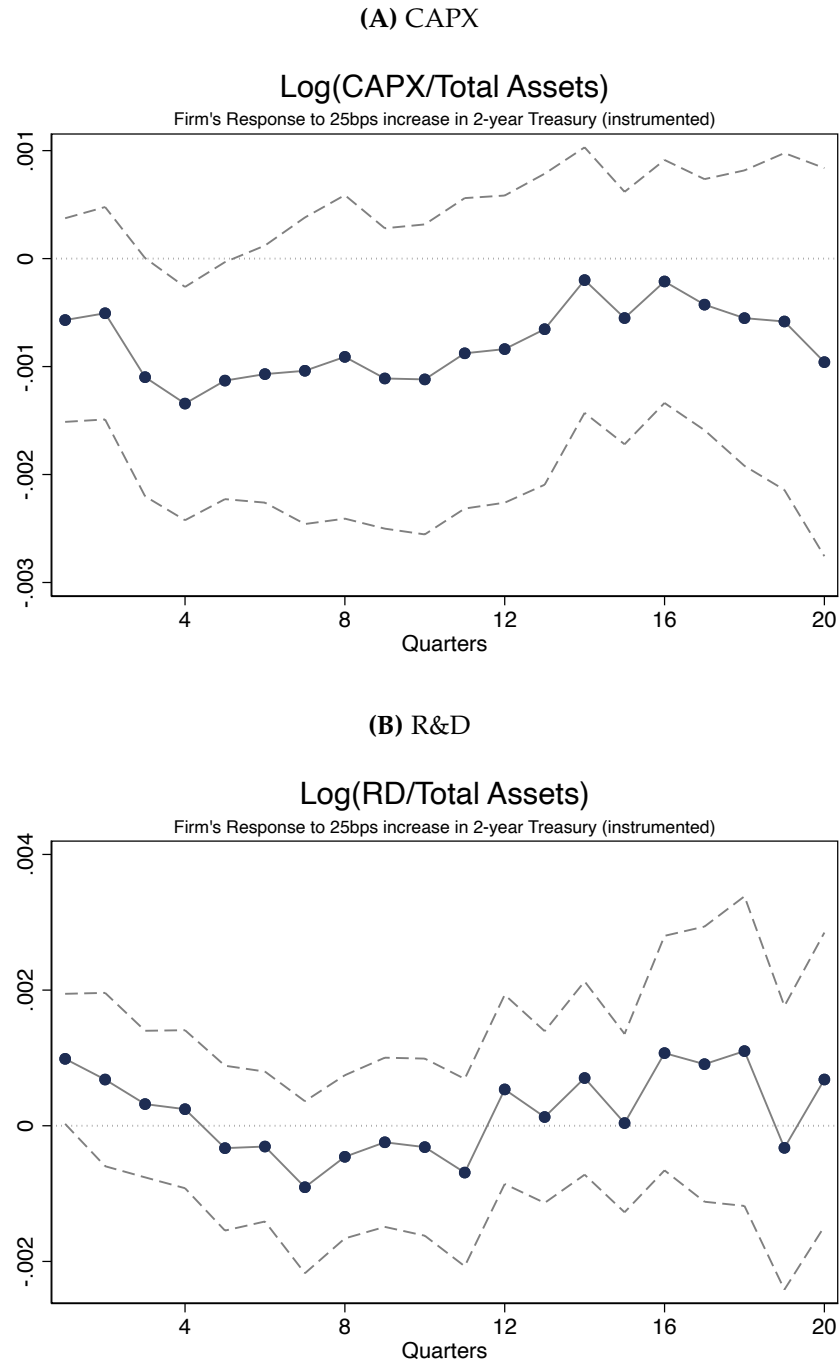 (A) CAPX
Log(CAPX/Total Assets)
Firm's Response to 25bps increase in 2-year Treasury (instrumented)
.001
0
-.001
-.002
-.003
4 8 12 16 20
Quarters
(B) R&D
Log(RD/Total Assets)
Firm's Response to 25bps increase in 2-year Treasury (instrumented)
.004
.002
0
-.002
4 8 12 16 20
Quarters